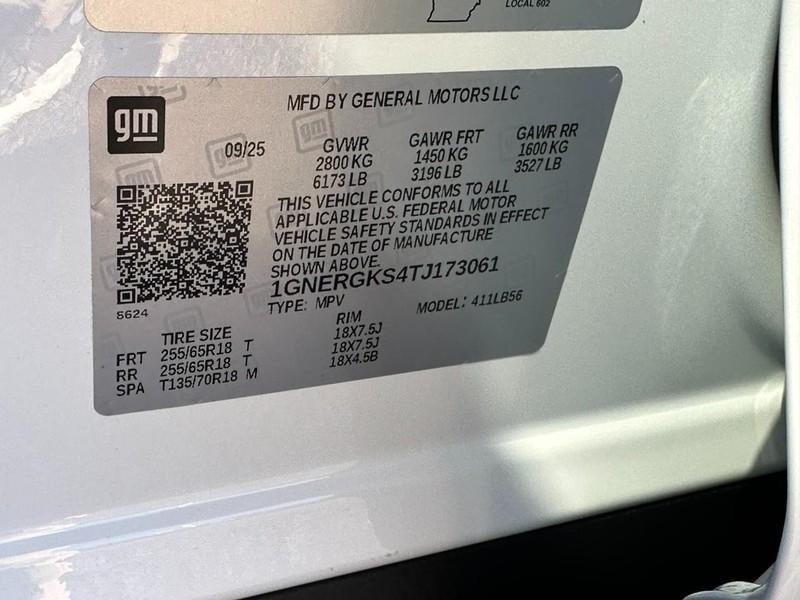 LOCAL 602
gm
MFD BY GENERAL MOTORS LLC
09/25 GVWR GAWR FRT GAWR RR
2800 KG 1450 KG 1600 KG
6173 LB 3196 LB 3527 LB
THIS VEHICLE CONFORMS TO ALL
APPLICABLE U.S. FEDERAL MOTOR
VEHICLE SAFETY STANDARDS IN EFFECT
ON THE DATE OF MANUFACTURE
SHOWN ABOVE.
1GNERGKS4TJ173061
S624
TYPE: MPV MODEL: 411LB56
TIRE SIZE RIM
FRT 255/65R18 T 18X7.5J
RR 255/65R18 T 18X7.5J
SPA T135/70R18 M 18X4.5B